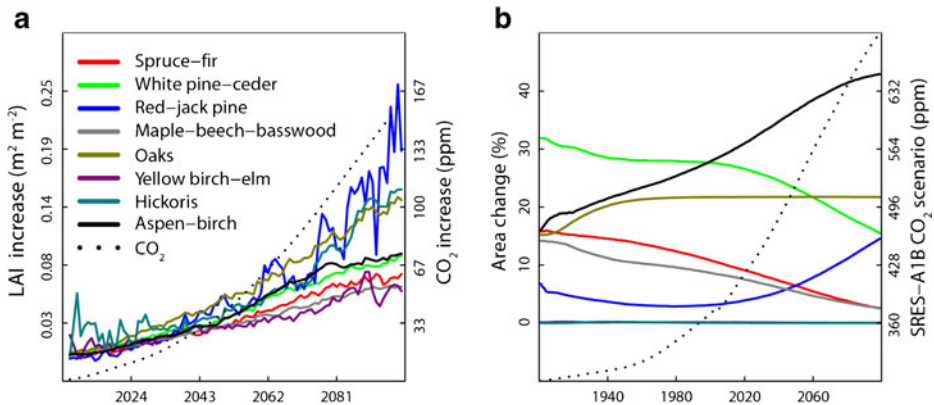 a
LAI increase (m² m⁻²)
0.25
0.19
0.14
0.08
0.03
Spruce–fir
White pine–ceder
Red–jack pine
Maple–beech–basswood
Oaks
Yellow birch–elm
Hickoris
Aspen–birch
CO₂
167
133
100
67
33
CO₂ increase (ppm)
2024 2043 2062 2081
b
Area change (%)
40
30
20
10
0
632
564
496
428
360
SRES–A1B CO₂ scenario (ppm)
1940 1980 2020 2060